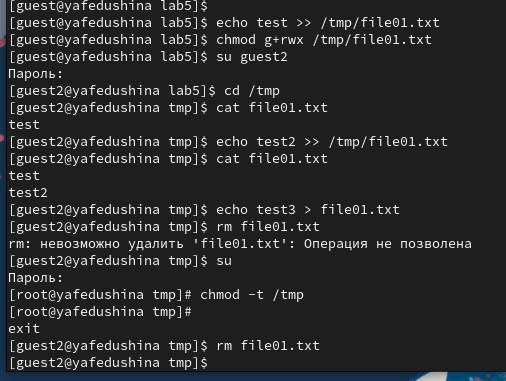 [guest@yafedushina lab5]$
[guest@yafedushina lab5]$ echo test >> /tmp/file01.txt
[guest@yafedushina lab5]$ chmod g+rwx /tmp/file01.txt
[guest@yafedushina lab5]$ su guest2
Пароль:
[guest2@yafedushina lab5]$ cd /tmp
[guest2@yafedushina tmp]$ cat file01.txt
test
[guest2@yafedushina tmp]$ echo test2 >> /tmp/file01.txt
[guest2@yafedushina tmp]$ cat file01.txt
test
test2
[guest2@yafedushina tmp]$ echo test3 > file01.txt
[guest2@yafedushina tmp]$ rm file01.txt
rm: невозможно удалить 'file01.txt': Операция не позволена
[guest2@yafedushina tmp]$ su
Пароль:
[root@yafedushina tmp]# chmod -t /tmp
[root@yafedushina tmp]#
exit
[guest2@yafedushina tmp]$ rm file01.txt
[guest2@yafedushina tmp]$